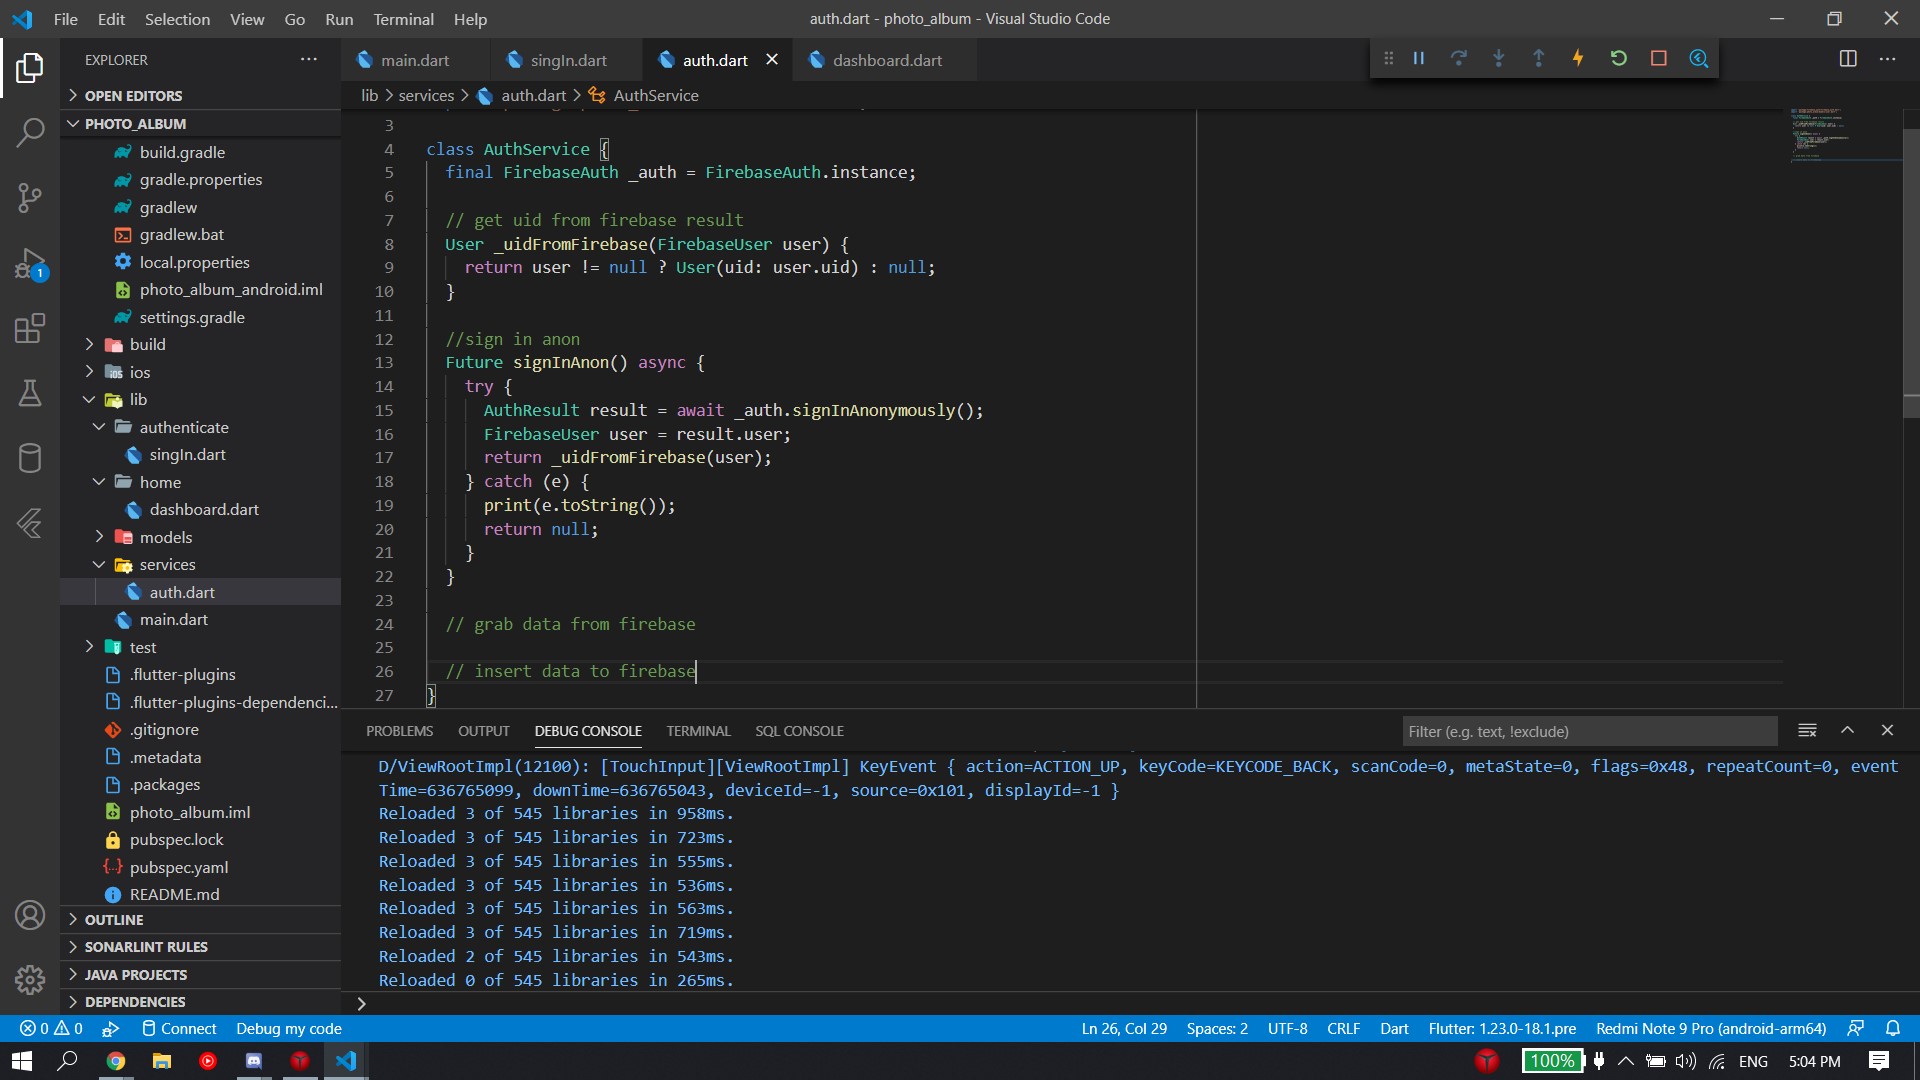 File Edit Selection View Go Run Terminal Help
auth.dart - photo_album - Visual Studio Code
EXPLORER
OPEN EDITORS
PHOTO_ALBUM
build.gradle
gradle.properties
gradlew
gradlew.bat
local.properties
photo_album_android.iml
settings.gradle
build
ios
lib
authenticate
singIn.dart
home
dashboard.dart
models
services
auth.dart
main.dart
test
.flutter-plugins
.flutter-plugins-dependenci...
.gitignore
.metadata
.packages
photo_album.iml
pubspec.lock
pubspec.yaml
README.md
OUTLINE
SONARLINT RULES
JAVA PROJECTS
DEPENDENCIES
1
main.dart singIn.dart auth.dart dashboard.dart
lib > services > auth.dart > AuthService
3
4 class AuthService {
5 final FirebaseAuth _auth = FirebaseAuth.instance;
6
7 // get uid from firebase result
8 User _uidFromFirebase(FirebaseUser user) {
9 return user != null ? User(uid: user.uid) : null;
10 }
11
12 //sign in anon
13 Future signInAnon() async {
14 try {
15 AuthResult result = await _auth.signInAnonymously();
16 FirebaseUser user = result.user;
17 return _uidFromFirebase(user);
18 } catch (e) {
19 print(e.toString());
20 return null;
21 }
22 }
23
24 // grab data from firebase
25
26 // insert data to firebase
27 }
PROBLEMS OUTPUT DEBUG CONSOLE TERMINAL SQL CONSOLE
Filter (e.g. text, !exclude)
D/ViewRootImpl(12100): [TouchInput][ViewRootImpl] KeyEvent { action=ACTION_UP, keyCode=KEYCODE_BACK, scanCode=0, metaState=0, flags=0x48, repeatCount=0, event
Time=636765099, downTime=636765043, deviceId=-1, source=0x101, displayId=-1 }
Reloaded 3 of 545 libraries in 958ms.
Reloaded 3 of 545 libraries in 723ms.
Reloaded 3 of 545 libraries in 555ms.
Reloaded 3 of 545 libraries in 536ms.
Reloaded 3 of 545 libraries in 563ms.
Reloaded 3 of 545 libraries in 719ms.
Reloaded 2 of 545 libraries in 543ms.
Reloaded 0 of 545 libraries in 265ms.
0 0 Connect Debug my code
Ln 26, Col 29 Spaces: 2 UTF-8 CRLF Dart Flutter: 1.23.0-18.1.pre Redmi Note 9 Pro (android-arm64)
100% ENG 5:04 PM